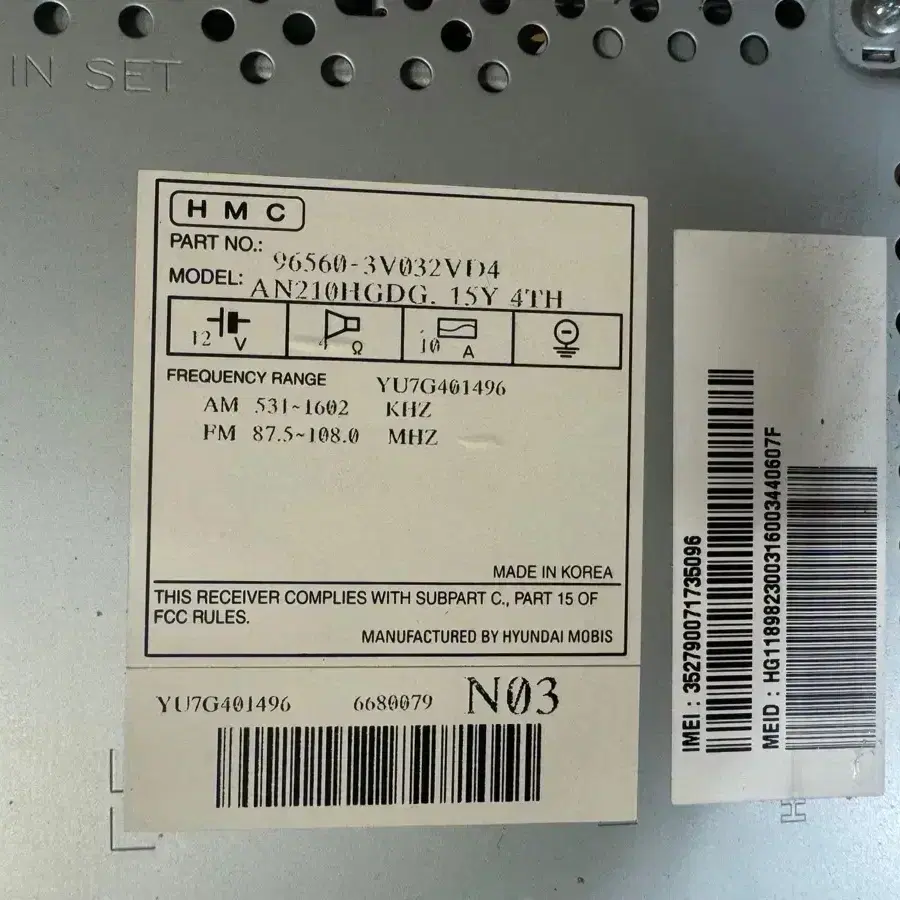 IN SET
HMC
PART NO.: 96560-3V032VD4
MODEL: AN210HGDG. 15Y 4TH
12 V
4 Ω
10 A
FREQUENCY RANGE YU7G401496
AM 531~1602 KHZ
FM 87.5~108.0 MHZ
MADE IN KOREA
THIS RECEIVER COMPLIES WITH SUBPART C., PART 15 OF
FCC RULES.
MANUFACTURED BY HYUNDAI MOBIS
YU7G401496 6680079 N03
IMEI : 352790071735096
MEID : HG118982300316003440607F
H